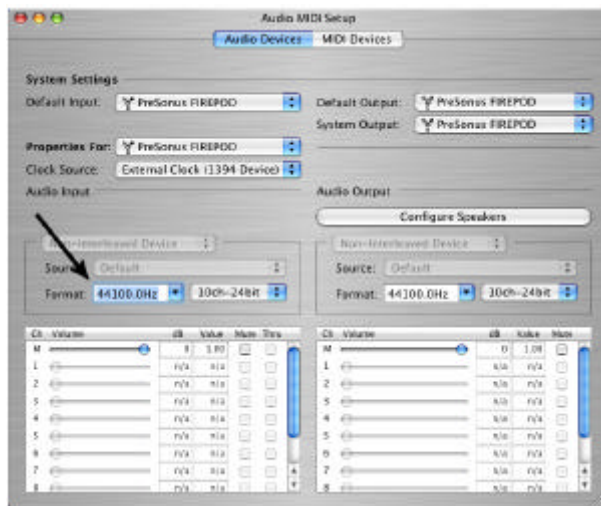 Audio MIDI Setup
Audio Devices MIDI Devices
System Settings
Default Input: PreSonus FIREPOD
Default Output: PreSonus FIREPOD
System Output: PreSonus FIREPOD
Properties For: PreSonus FIREPOD
Clock Source: External Clock (1394 Device)
Audio Input
Audio Output
Configure Speakers
Non-Interleaved Device
Source: Default
Format: 44100.0Hz 10ch-24bit
Non-Interleaved Device
Source: Default
Format: 44100.0Hz 10ch-24bit
Ch Volume dB Value Mute Thru
M 0 1.00
1 n/a n/a
2 n/a n/a
3 n/a n/a
4 n/a n/a
5 n/a n/a
6 n/a n/a
7 n/a n/a
8 n/a n/a
Ch Volume dB Value Mute
M 0 1.00
1 n/a n/a
2 n/a n/a
3 n/a n/a
4 n/a n/a
5 n/a n/a
6 n/a n/a
7 n/a n/a
8 n/a n/a